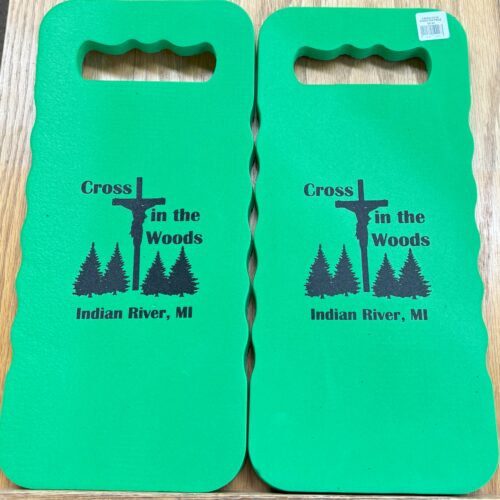 Cross
in the
Woods
Indian River, MI
Cross
in the
Woods
Indian River, MI